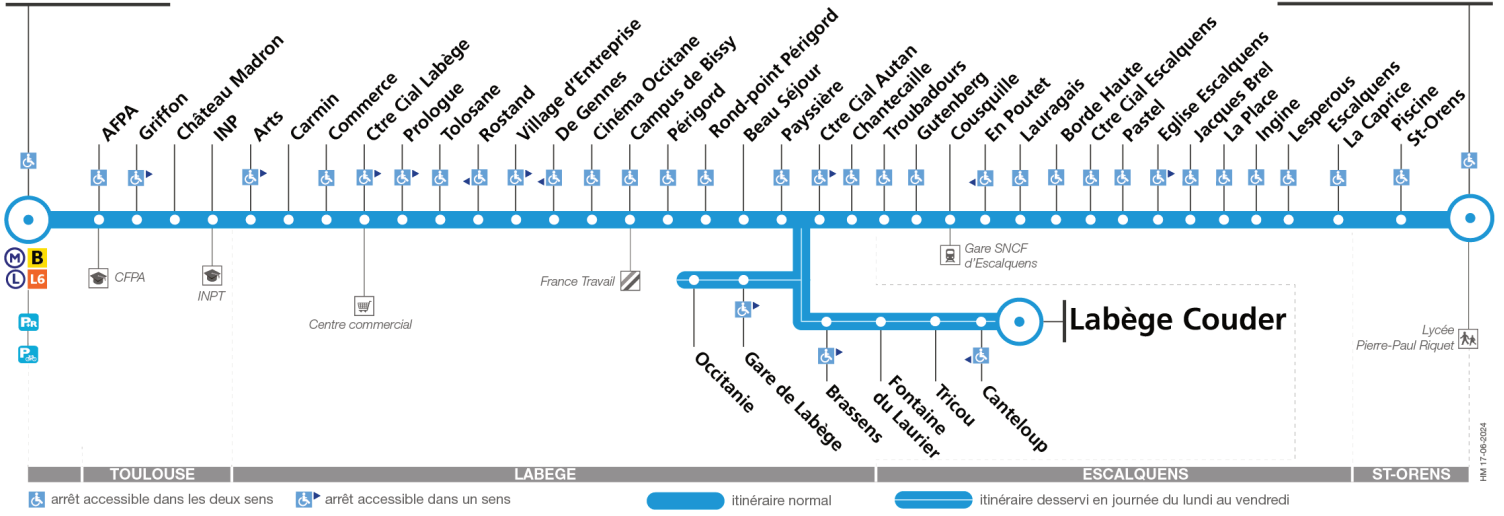 AFPA
Griffon
Château Madron
INP
Arts
Carmin
Commerce
Ctre Cial Labège
Prologue
Tolosane
Rostand
Village d'Entreprise
De Gennes
Cinéma Occitane
Campus de Bissy
Périgord
Rond-point Périgord
Beau Séjour
Payssière
Ctre Cial Autan
Chantecaille
Troubadours
Gutenberg
Cousquille
En Poutet
Lauragais
Borde Haute
Ctre Cial Escalquens
Pastel
Eglise Escalquens
Jacques Brel
La Place
Ingine
Lesperous
Escalquens
La Caprice
Piscine
St-Orens
M B
L L6
P+R
P
CFPA
INPT
Centre commercial
France Travail
Gare SNCF
d'Escalquens
Labège Couder
Lycée
Pierre-Paul Riquet
Occitanie
Gare de Labège
Brassens
Fontaine
du Laurier
Tricou
Canteloup
HM 17-06-2024
TOULOUSE
LABEGE
ESCALQUENS
ST-ORENS
arrêt accessible dans les deux sens
arrêt accessible dans un sens
itinéraire normal
itinéraire desservi en journée du lundi au vendredi